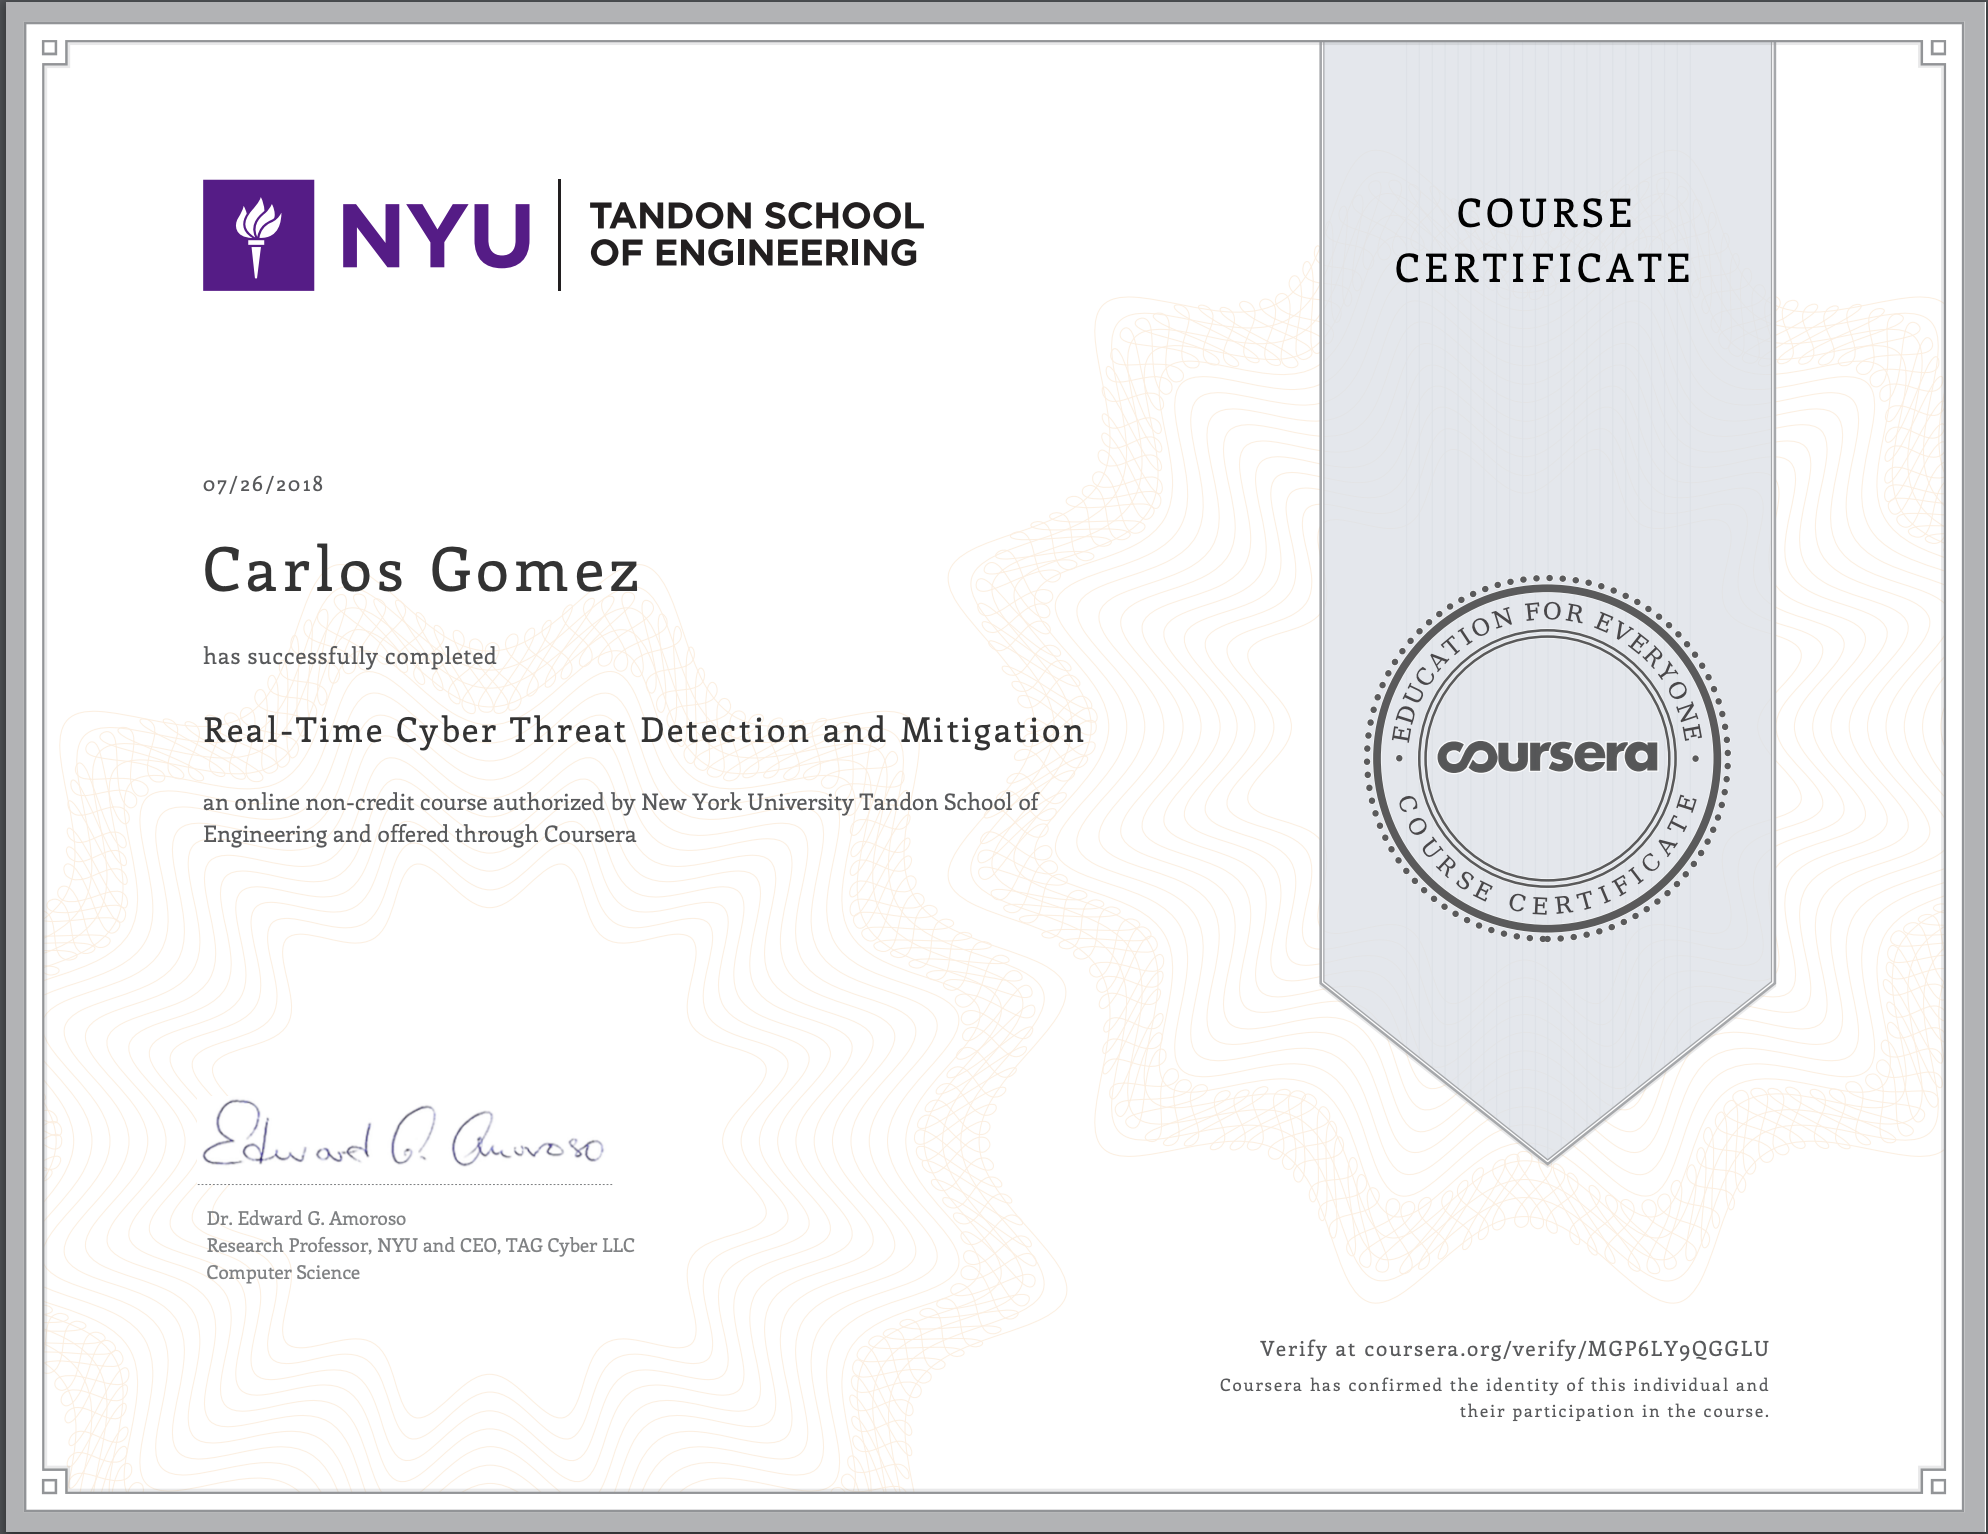 NYU
TANDON SCHOOL
OF ENGINEERING
COURSE
CERTIFICATE
07/26/2018
Carlos Gomez
has successfully completed
Real-Time Cyber Threat Detection and Mitigation
an online non-credit course authorized by New York University Tandon School of
Engineering and offered through Coursera
EDUCATION FOR EVERYONE
coursera
COURSE CERTIFICATE
Edward G. Amoroso
Dr. Edward G. Amoroso
Research Professor, NYU and CEO, TAG Cyber LLC
Computer Science
Verify at coursera.org/verify/MGP6LY9QGGLU
Coursera has confirmed the identity of this individual and
their participation in the course.